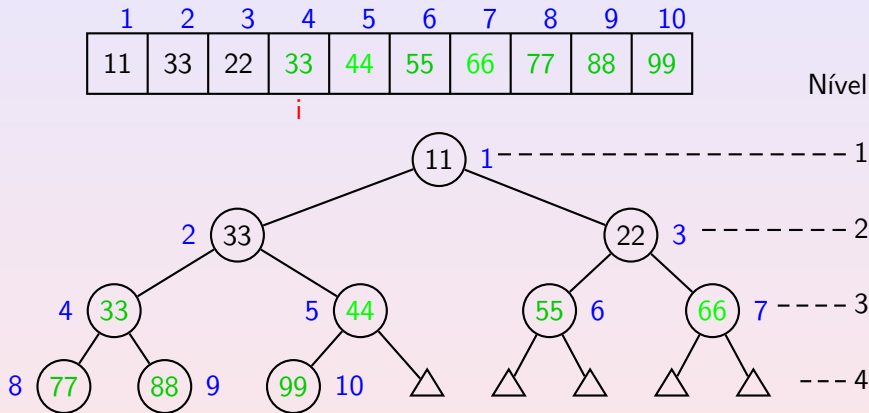 1 2 3 4 5 6 7 8 9 10
11 33 22 33 44 55 66 77 88 99
Nível
i
11 1 1
2 33 22 3 2
4 33 5 44 55 6 66 7 3
8 77 88 9 99 10 4